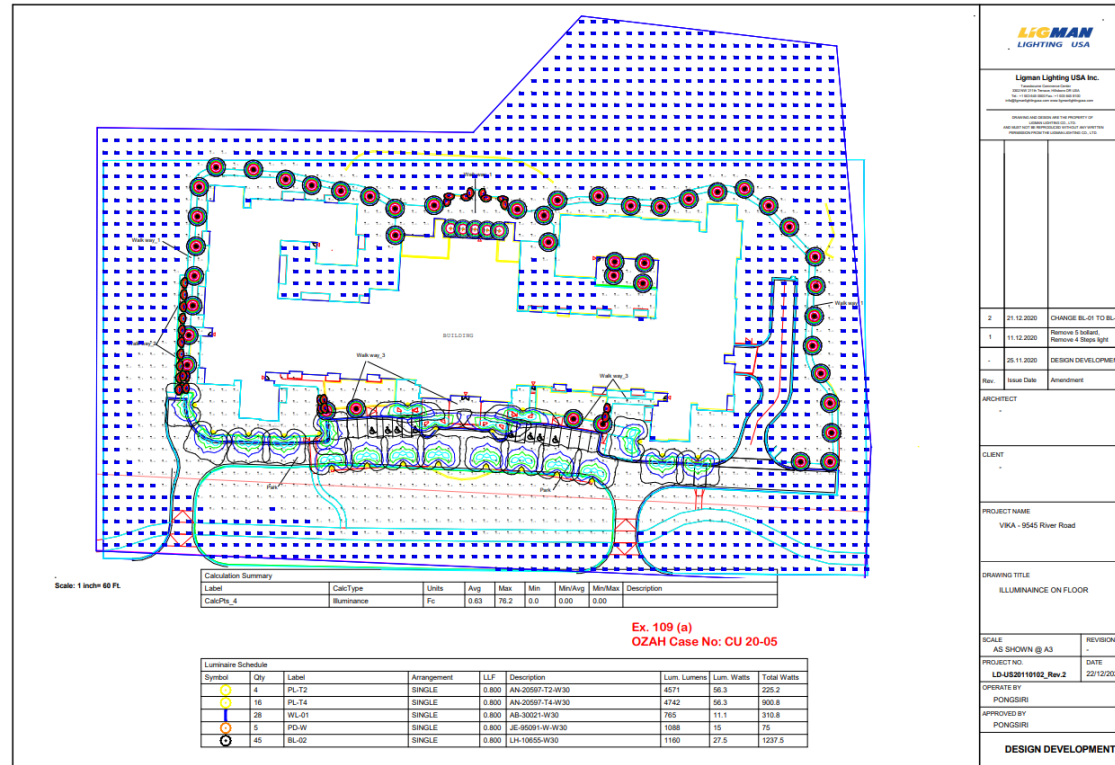 LiGMAN
LIGHTING USA
Ligman Lighting USA Inc.
DRAWING AND DESIGN ARE THE PROPERTY OF
LIGMAN LIGHTING CO., LTD.
AND MUST NOT BE REPRODUCED WITHOUT ANY WRITTEN
PERMISSION FROM THE LIGMAN LIGHTING CO. LTD.
2 21.12.2020 CHANGE BL-01 TO BL-
1 11.12.2020 Remove 5 bollard,
Remove 4 Steps light
- 25.11.2020 DESIGN DEVELOPMEN
Rev. Issue Date Amendment
ARCHITECT
-
CLIENT
-
PROJECT NAME
VIKA - 9545 River Road
DRAWING TITLE
ILLUMINAINCE ON FLOOR
SCALE REVISION
AS SHOWN @ A3 -
PROJECT NO. DATE
LD-US20110102_Rev.2 22/12/202
OPERATE BY
PONGSIRI
APPROVED BY
PONGSIRI
DESIGN DEVELOPMENT
Walk way_1
Walk way_1
Walk way_1
BUILDING
Walk way_3
Walk way_3
Park
Park
Scale: 1 inch= 60 Ft.
Calculation Summary
Label CalcType Units Avg Max Min Min/Avg Min/Max Description
CalcPts_4 Illuminance Fc 0.63 76.2 0.0 0.00 0.00
Ex. 109 (a)
OZAH Case No: CU 20-05
Luminaire Schedule
Symbol Qty Label Arrangement LLF Description Lum. Lumens Lum. Watts Total Watts
4 PL-T2 SINGLE 0.800 AN-20597-T2-W30 4571 56.3 225.2
16 PL-T4 SINGLE 0.800 AN-20597-T4-W30 4742 56.3 900.8
28 WL-01 SINGLE 0.800 AB-30021-W30 765 11.1 310.8
5 PD-W SINGLE 0.800 JE-95091-W-W30 1088 15 75
45 BL-02 SINGLE 0.800 LH-10655-W30 1160 27.5 1237.5